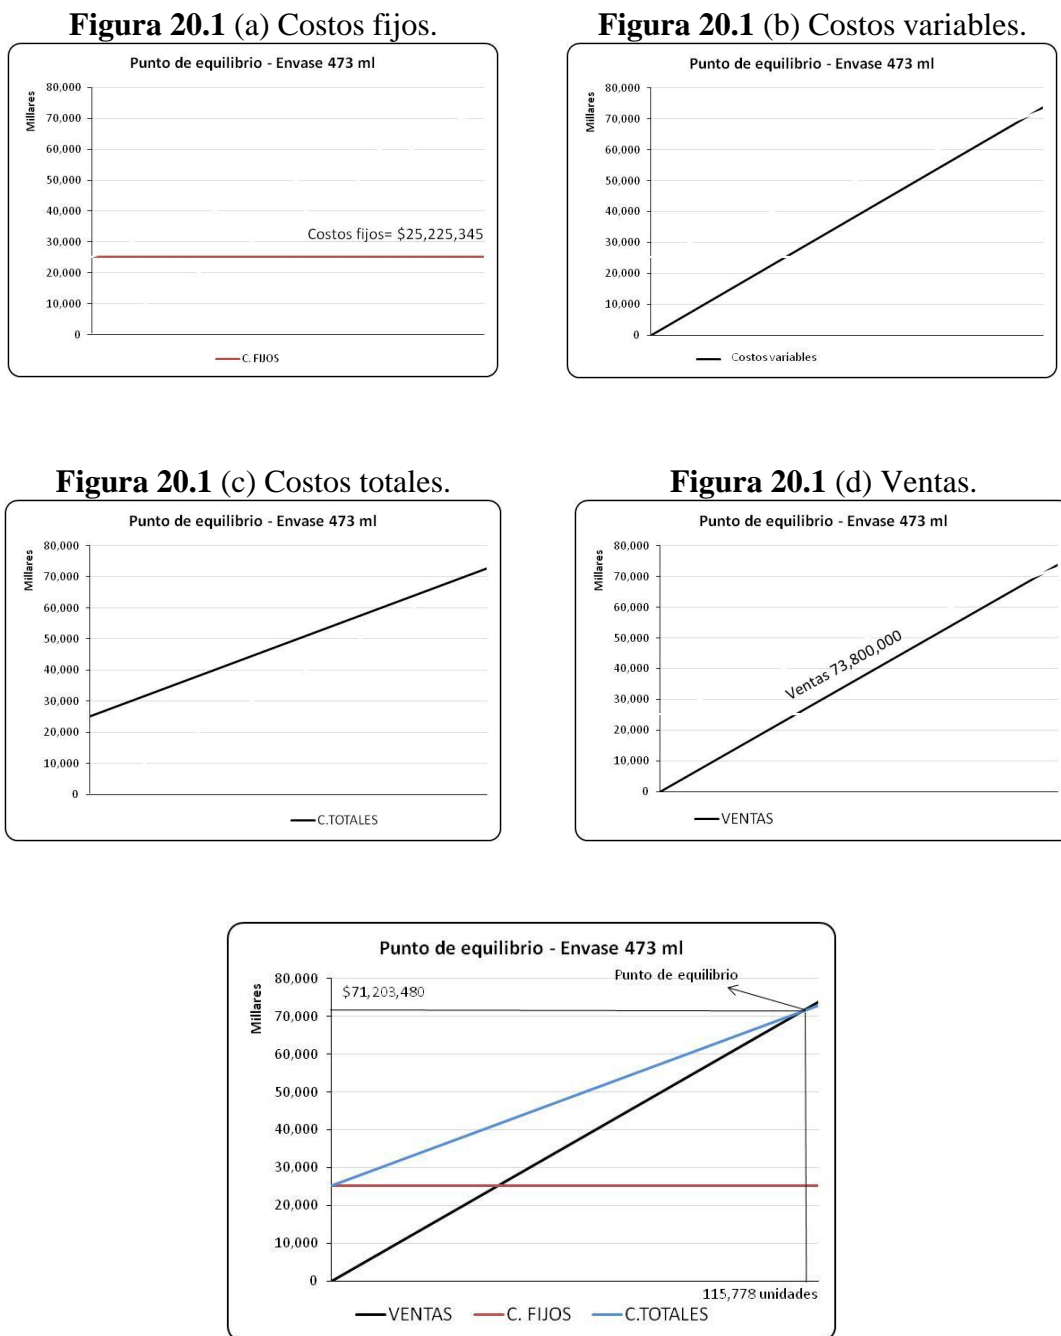 Figura 20.1 (a) Costos fijos.
Punto de equilibrio - Envase 473 ml
Millares
80,000
70,000
60,000
50,000
40,000
30,000
20,000
10,000
0
Costos fijos= $25,225,345
C. FIJOS
Figura 20.1 (b) Costos variables.
Punto de equilibrio - Envase 473 ml
Millares
80,000
70,000
60,000
50,000
40,000
30,000
20,000
10,000
0
Costos variables
Figura 20.1 (c) Costos totales.
Punto de equilibrio - Envase 473 ml
Millares
80,000
70,000
60,000
50,000
40,000
30,000
20,000
10,000
0
C.TOTALES
Figura 20.1 (d) Ventas.
Punto de equilibrio - Envase 473 ml
Millares
80,000
70,000
60,000
50,000
40,000
30,000
20,000
10,000
0
Ventas 73,800,000
VENTAS
Punto de equilibrio - Envase 473 ml
Punto de equilibrio
$71,203,480
Millares
80,000
70,000
60,000
50,000
40,000
30,000
20,000
10,000
0
115,778 unidades
VENTAS C. FIJOS C.TOTALES